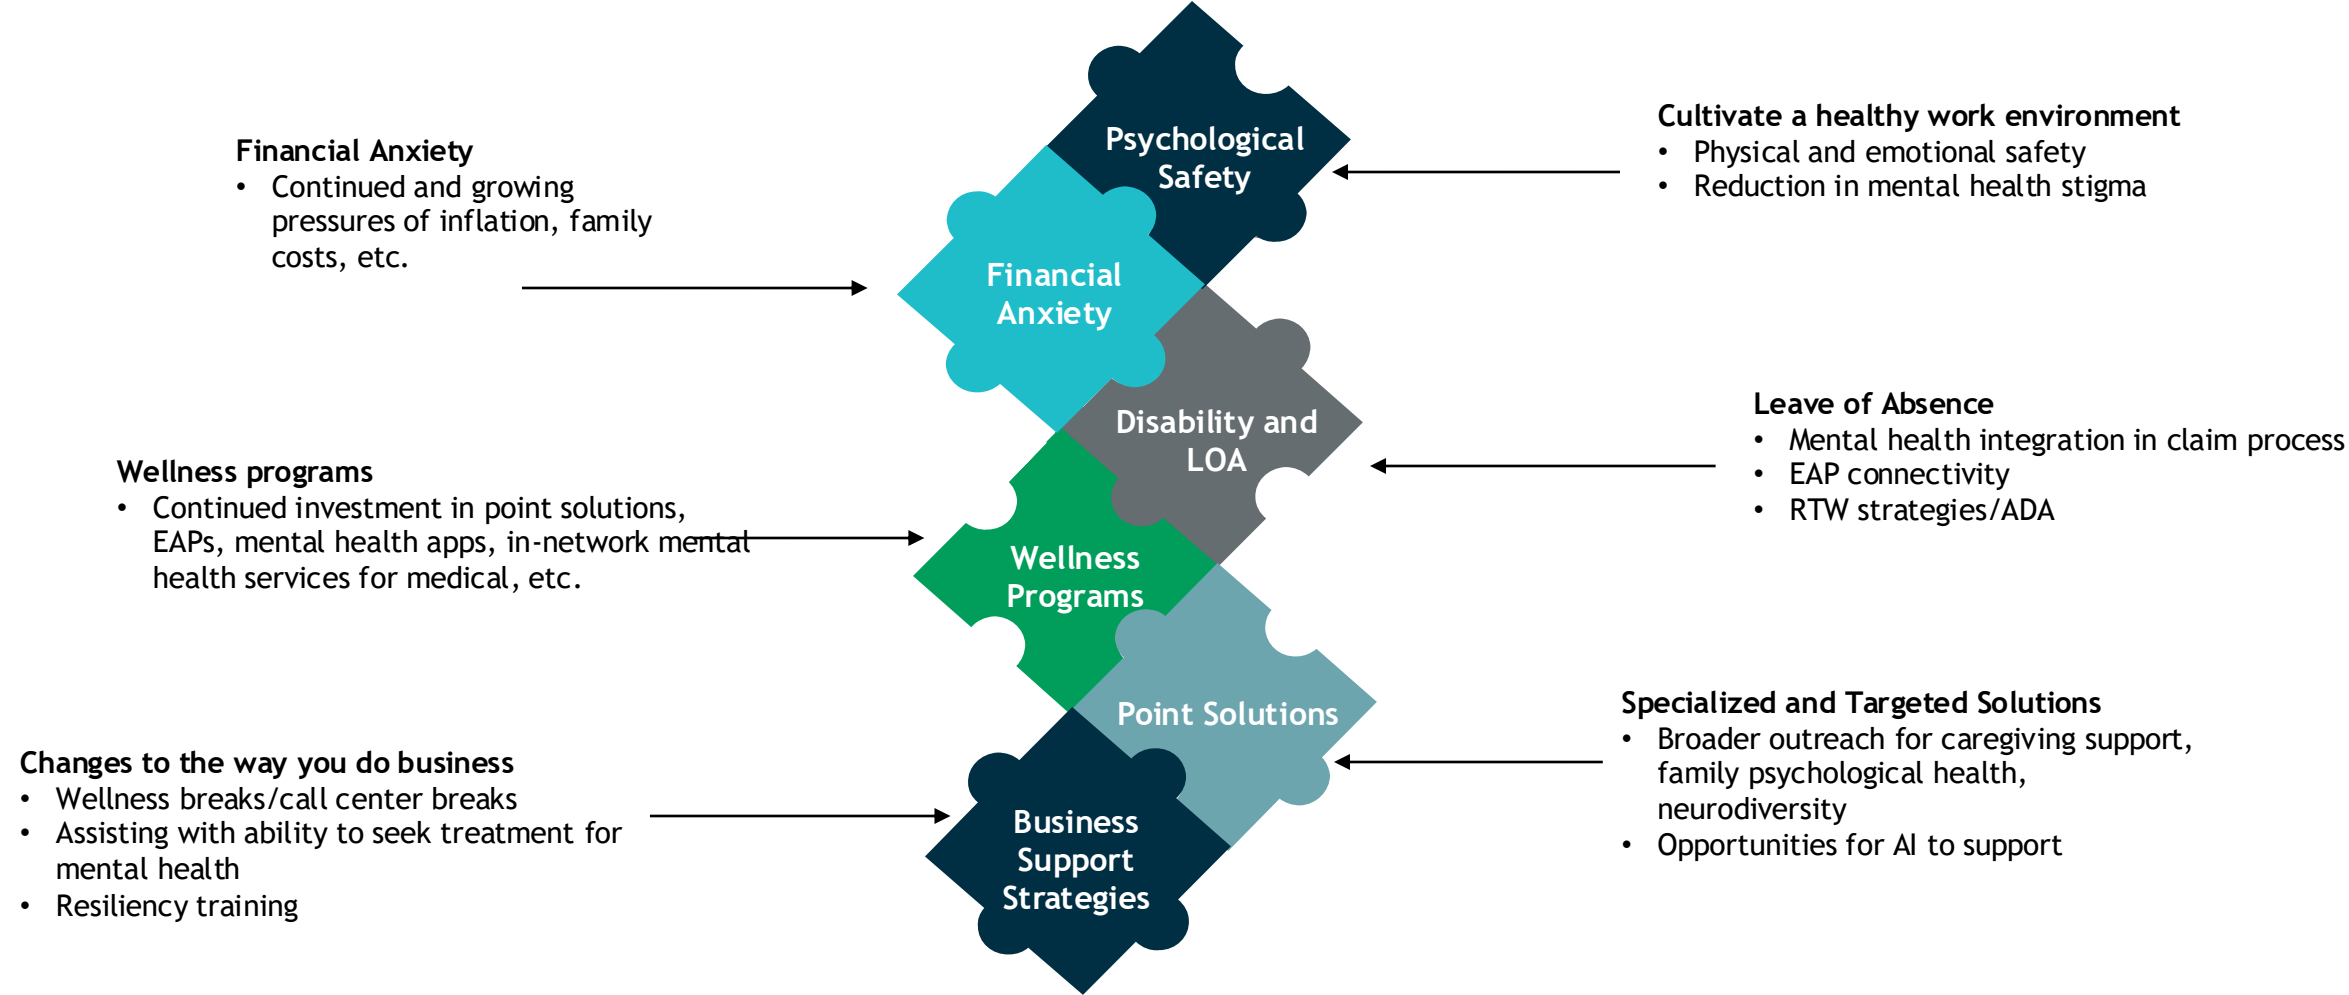 Psychological
Safety
Cultivate a healthy work environment
• Physical and emotional safety
• Reduction in mental health stigma
Financial Anxiety
• Continued and growing
pressures of inflation, family
costs, etc.
Financial
Anxiety
Disability and
LOA
Leave of Absence
• Mental health integration in claim process
• EAP connectivity
• RTW strategies/ADA
Wellness programs
• Continued investment in point solutions,
EAPs, mental health apps, in-network mental
health services for medical, etc.
Wellness
Programs
Point Solutions
Specialized and Targeted Solutions
• Broader outreach for caregiving support,
family psychological health,
neurodiversity
• Opportunities for AI to support
Changes to the way you do business
• Wellness breaks/call center breaks
• Assisting with ability to seek treatment for
mental health
• Resiliency training
Business
Support
Strategies